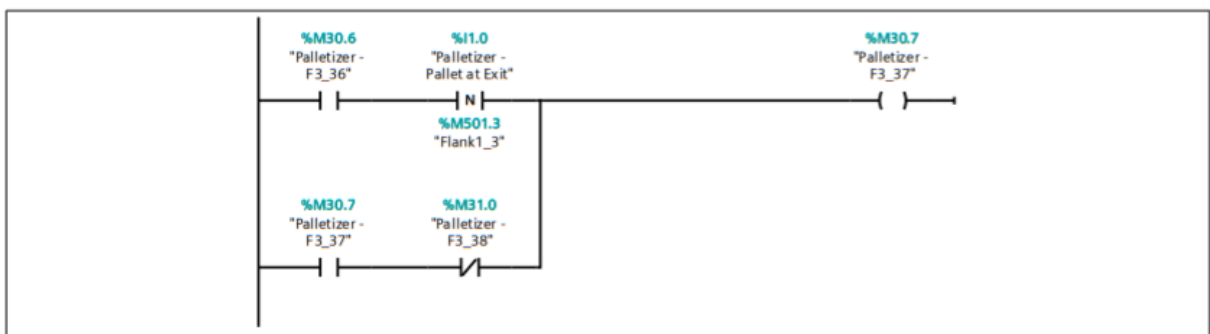 %M30.6 %I1.0 %M30.7
"Palletizer - "Palletizer - "Palletizer -
F3_36" Pallet at Exit" F3_37"
N
%M501.3
"Flank1_3"
%M30.7 %M31.0
"Palletizer - "Palletizer -
F3_37" F3_38"